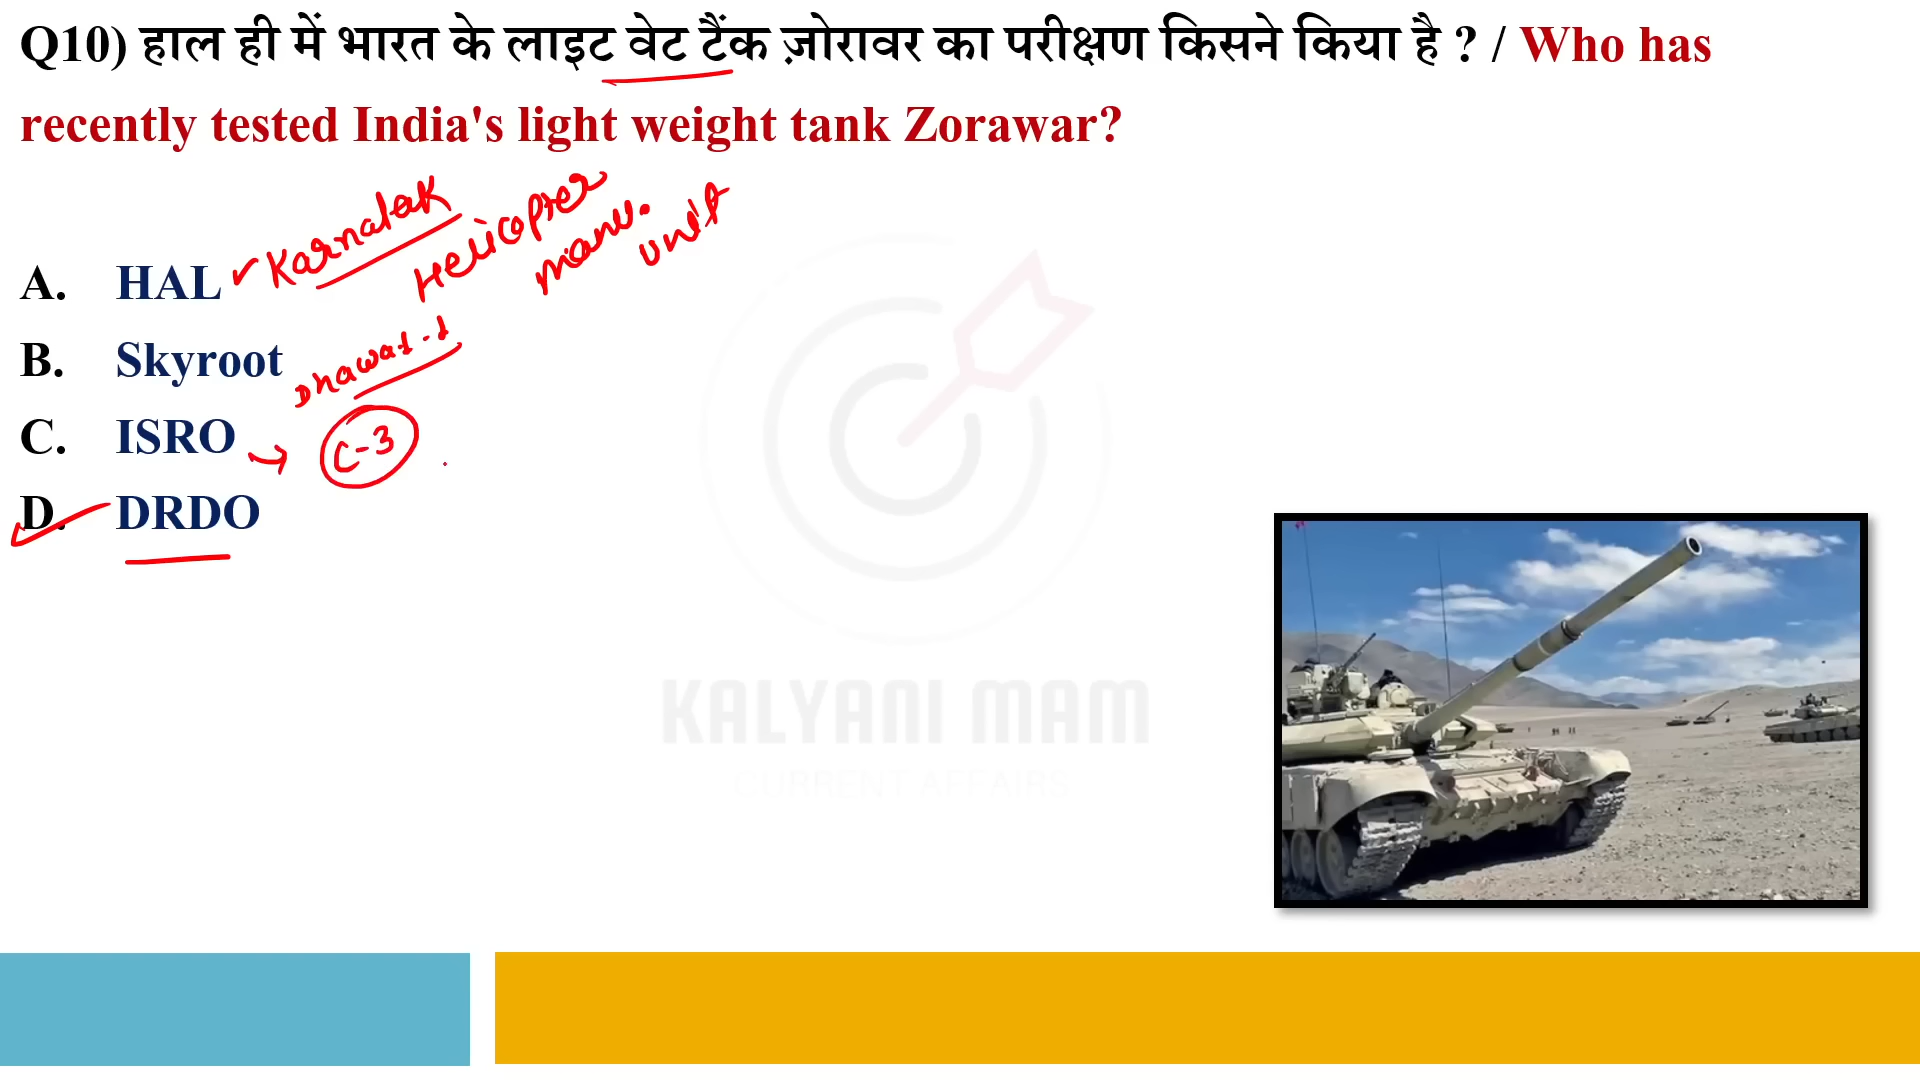 Q10) हाल ही में भारत के लाइट वेट टैंक ज़ोरावर का परीक्षण किसने किया है ? / Who has
recently tested India's light weight tank Zorawar?
A. HAL Karnatak
Helicopter
manu.
unit
B. Skyroot Dhawan-1
C. ISRO → C-3
D. DRDO
KALYANI MAM
CURRENT AFFAIRS